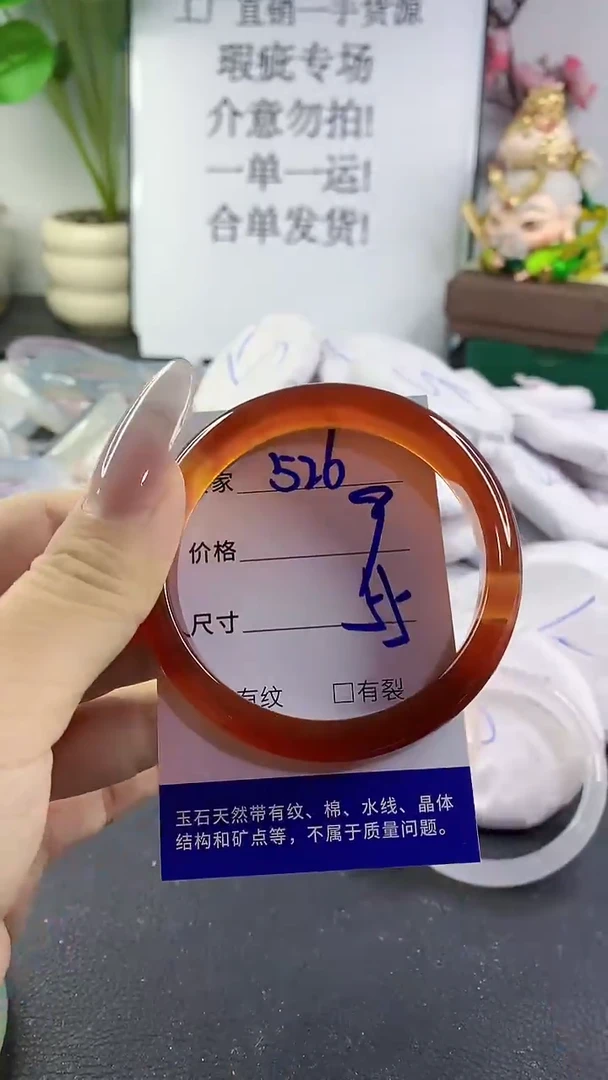 工厂直销一手货源
瑕疵专场
介意勿拍!
一单一运!
合单发货!
家 526
价格
尺寸
有纹 □有裂
玉石天然带有纹、棉、水线、晶体
结构和矿点等，不属于质量问题。